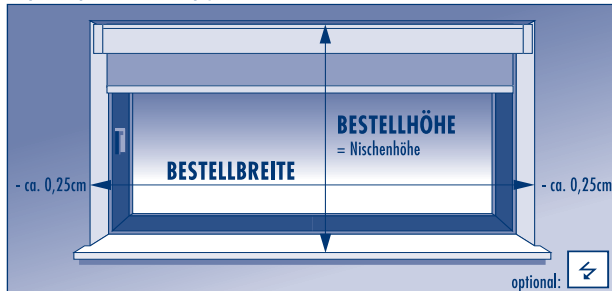 BESTELLHÖHE
= Nischenhöhe
BESTELLBREITE
- ca. 0,25cm
- ca. 0,25cm
optional: